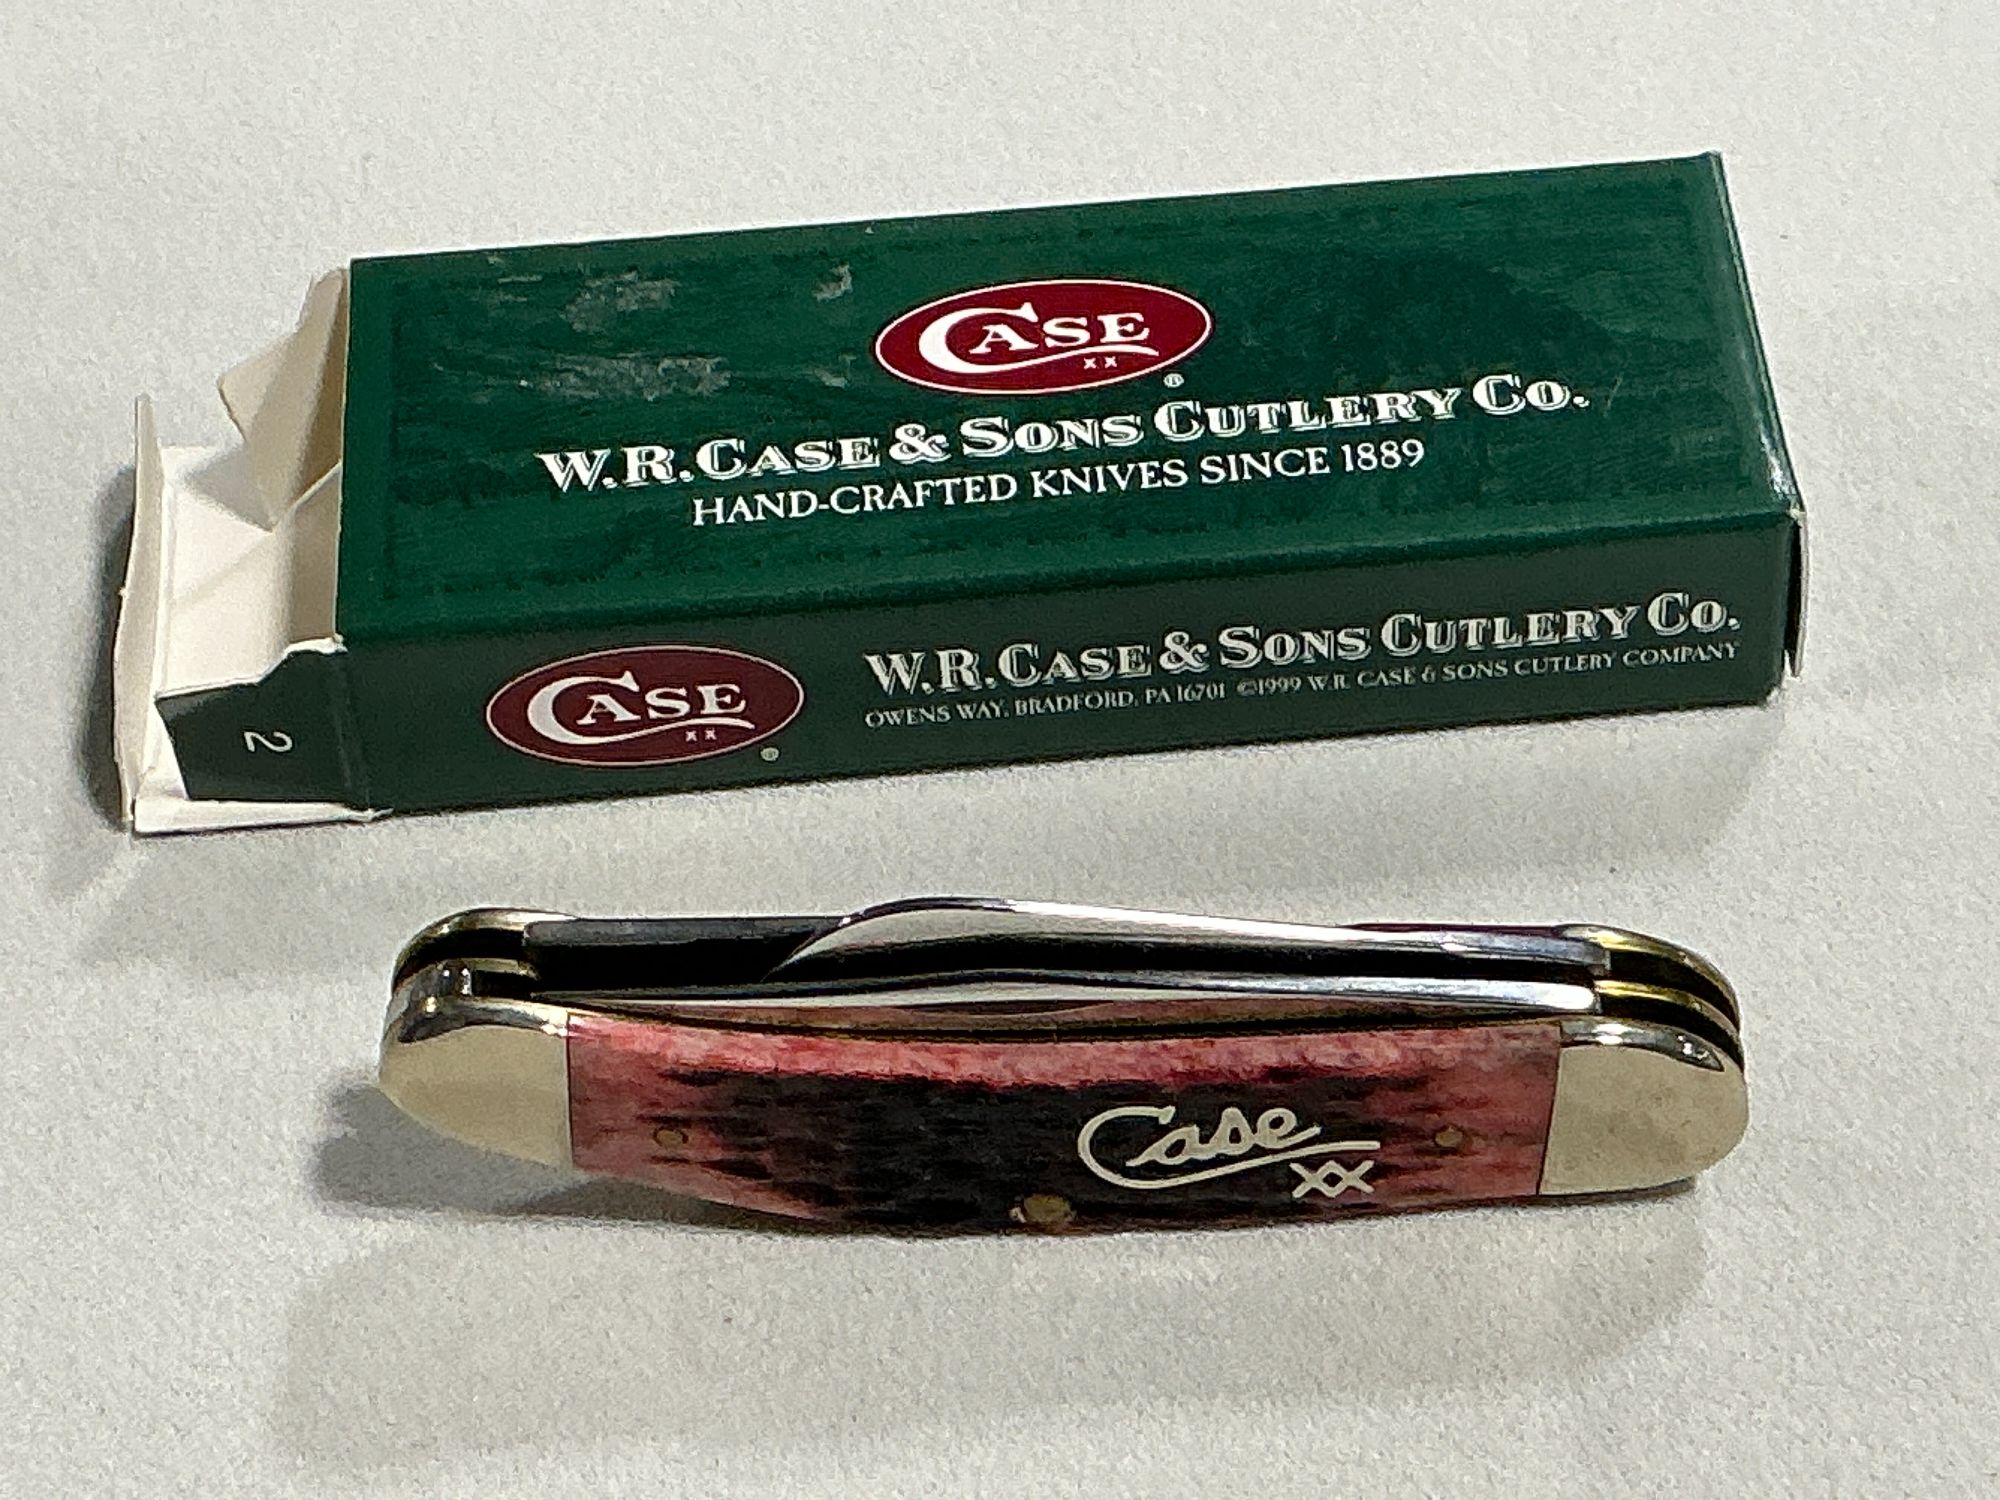 CASE
XX
®
W.R. CASE & SONS CUTLERY CO.
HAND-CRAFTED KNIVES SINCE 1889
CASE
XX
®
W.R. CASE & SONS CUTLERY CO.
OWENS WAY, BRADFORD, PA 16701 ©1999 W.R. CASE & SONS CUTLERY COMPANY
2
Case
XX